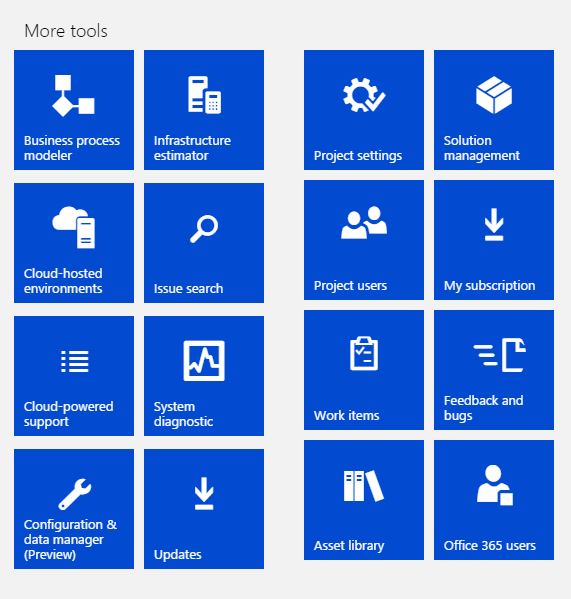 More tools
Business process
modeler
Infrastructure
estimator
Project settings
Solution
management
Cloud-hosted
environments
Issue search
Project users
My subscription
Cloud-powered
support
System
diagnostic
Work items
Feedback and
bugs
Configuration &
data manager
(Preview)
Updates
Asset library
Office 365 users